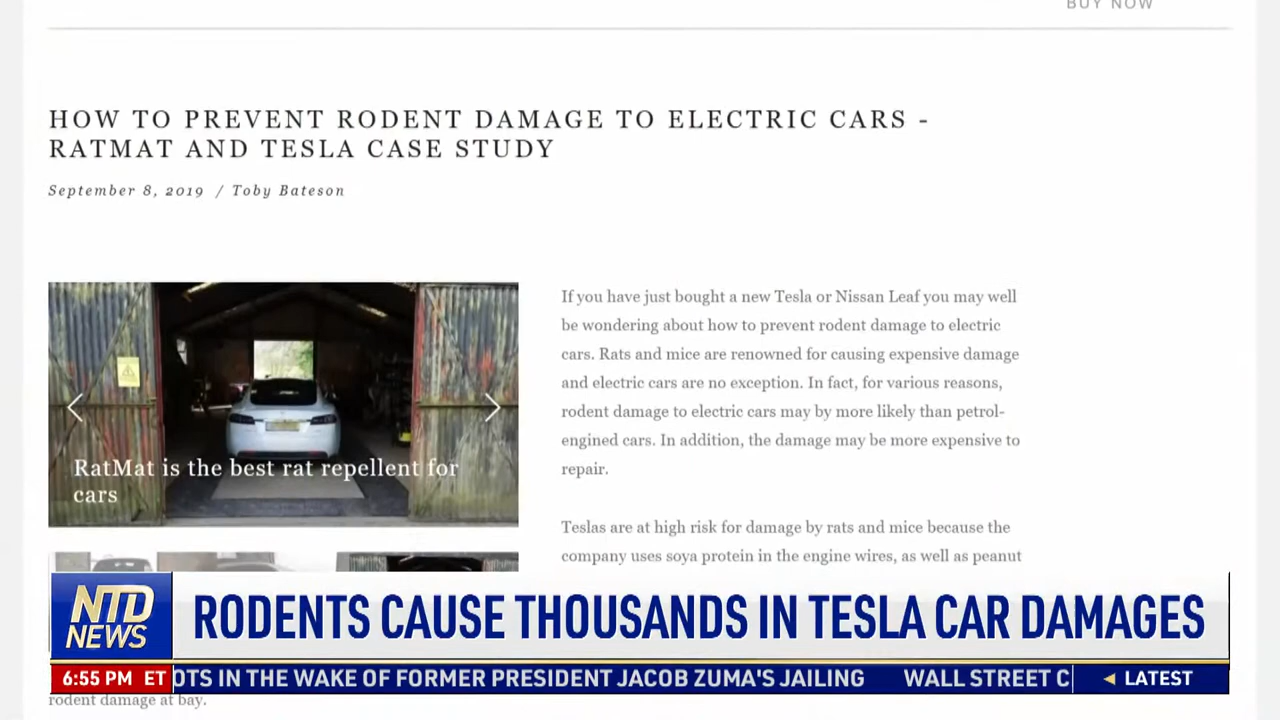 BUY NOW
HOW TO PREVENT RODENT DAMAGE TO ELECTRIC CARS -
RATMAT AND TESLA CASE STUDY
September 8, 2019 / Toby Bateson
RatMat is the best rat repellent for
cars
If you have just bought a new Tesla or Nissan Leaf you may well
be wondering about how to prevent rodent damage to electric
cars. Rats and mice are renowned for causing expensive damage
and electric cars are no exception. In fact, for various reasons,
rodent damage to electric cars may by more likely than petrol-
engined cars. In addition, the damage may be more expensive to
repair.
Teslas are at high risk for damage by rats and mice because the
company uses soya protein in the engine wires, as well as peanut
NTD
NEWS
RODENTS CAUSE THOUSANDS IN TESLA CAR DAMAGES
6:55 PM ET
OTS IN THE WAKE OF FORMER PRESIDENT JACOB ZUMA'S JAILING WALL STREET C
LATEST
rodent damage at bay.